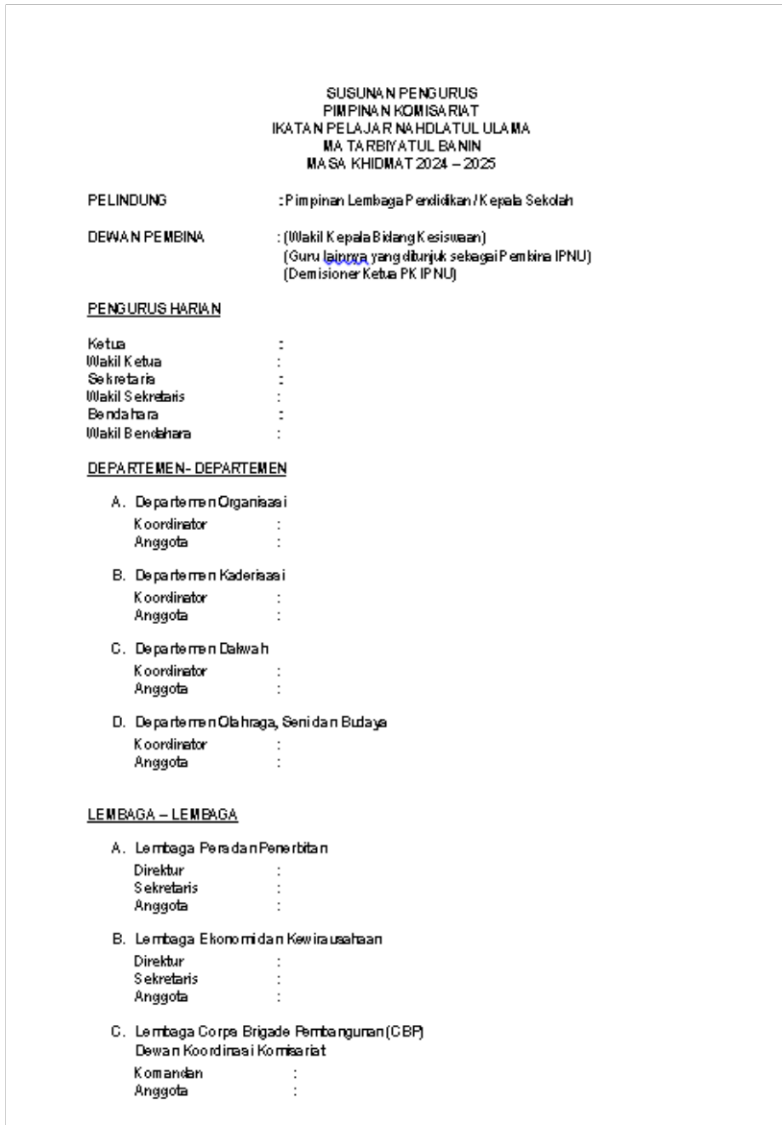 SUSUNAN PENGURUS
PIMPINAN KOMISARIAT
IKATAN PELAJAR NAHDLATUL ULAMA
MA TARBIYATUL BANIN
MASA KHIDMAT 2024 – 2025
PELINDUNG : Pimpinan Lembaga Pendidikan / Kepala Sekolah
DEWAN PEMBINA : (Wakil Kepala Bidang Kesiswaan)
(Guru lainnya yang ditunjuk sebagai Pembina IPNU)
(Demisioner Ketua PK IPNU)
PENGURUS HARIAN
Ketua :
Wakil Ketua :
Sekretaris :
Wakil Sekretaris :
Bendahara :
Wakil Bendahara :
DEPARTEMEN- DEPARTEMEN
A. Departemen Organisasi
Koordinator :
Anggota :
B. Departemen Kaderisasi
Koordinator :
Anggota :
C. Departemen Dakwah
Koordinator :
Anggota :
D. Departemen Olahraga, Seni dan Budaya
Koordinator :
Anggota :
LEMBAGA – LEMBAGA
A. Lembaga Pers dan Penerbitan
Direktur :
Sekretaris :
Anggota :
B. Lembaga Ekonomi dan Kewirausahaan
Direktur :
Sekretaris :
Anggota :
C. Lembaga Corps Brigade Pembangunan (CBP)
Dewan Koordinasi Komisariat
Komandan :
Anggota :